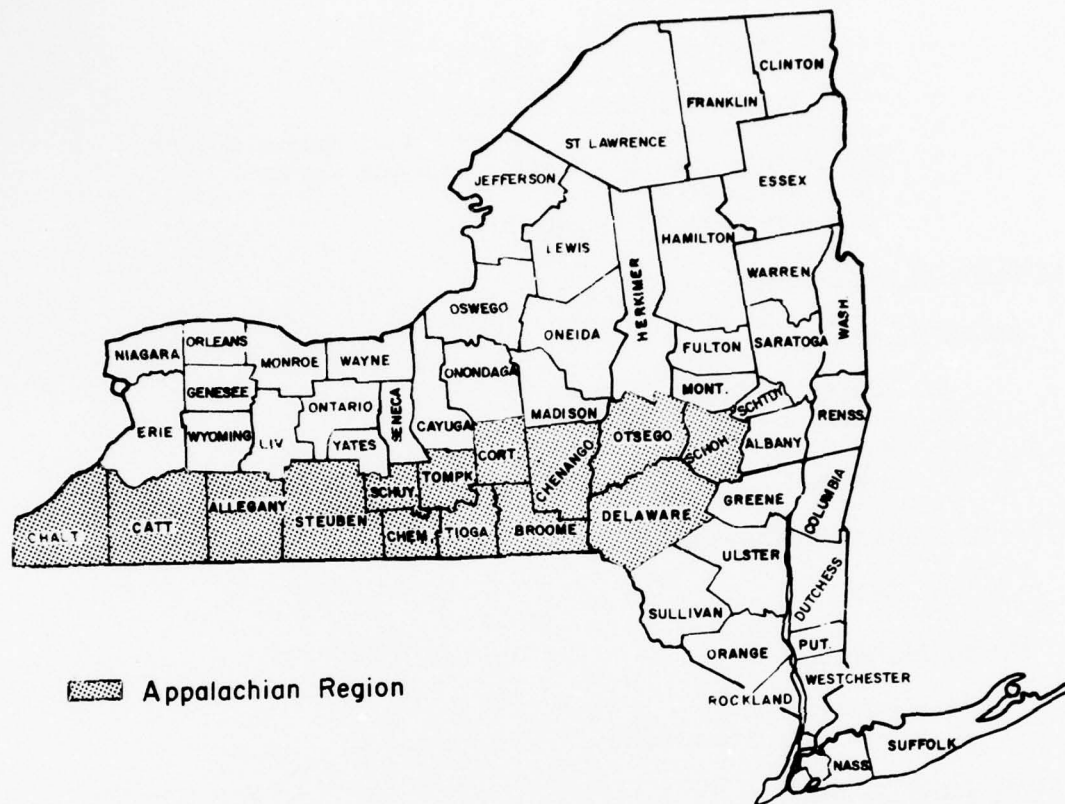 CLINTON
FRANKLIN
ST LAWRENCE
JEFFERSON
ESSEX
LEWIS
HAMILTON
HERKIMER
WARREN
WASH.
OSWEGO
ONEIDA
FULTON
SARATOGA
NIAGARA
ORLEANS
MONROE
WAYNE
GENESEE
ONONDAGA
MONT.
SCHTDY
ONTARIO
SENECA
CAYUGA
MADISON
OTSEGO
SCHOH
ALBANY
RENSS.
ERIE
WYOMING
LIV.
YATES
CORT.
CHENANGO
TOMPK
SCHUY.
ALLEGANY
STEUBEN
CATT
CHAUT
CHEM.
TIOGA
BROOME
DELAWARE
GREENE
COLUMBIA
ULSTER
DUTCHESS
SULLIVAN
ORANGE
PUT.
ROCKLAND
WESTCHESTER
NASS.
SUFFOLK
Appalachian Region